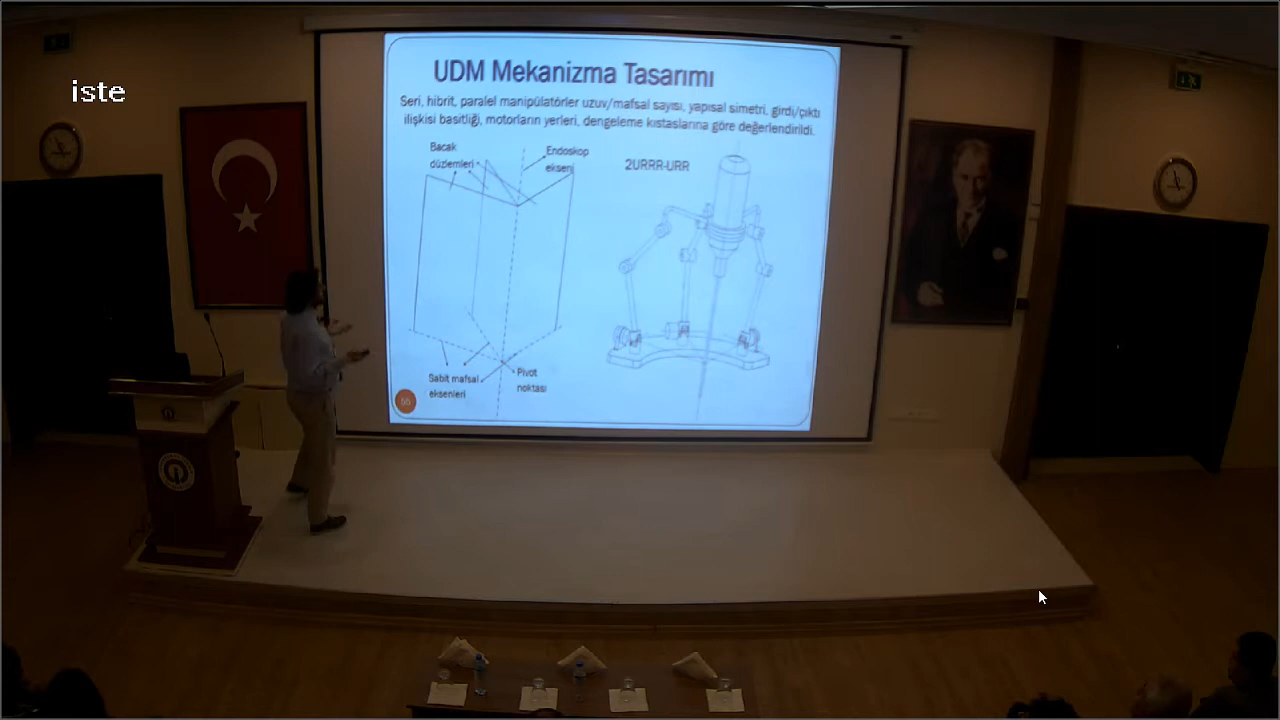 iste
UDM Mekanizma Tasarımı
Seri, hibrit, paralel manipülatörler uzuv/mafsal sayısı, yapısal simetri, girdi/çıktı
ilişkisi basitliği, motorların yerleri, dengeleme kıstaslarına göre değerlendirildi.
Bacak
düzlemleri
Endoskop
ekseni
2URRR-URR
Sabit mafsal
eksenleri
Pivot
noktası
55